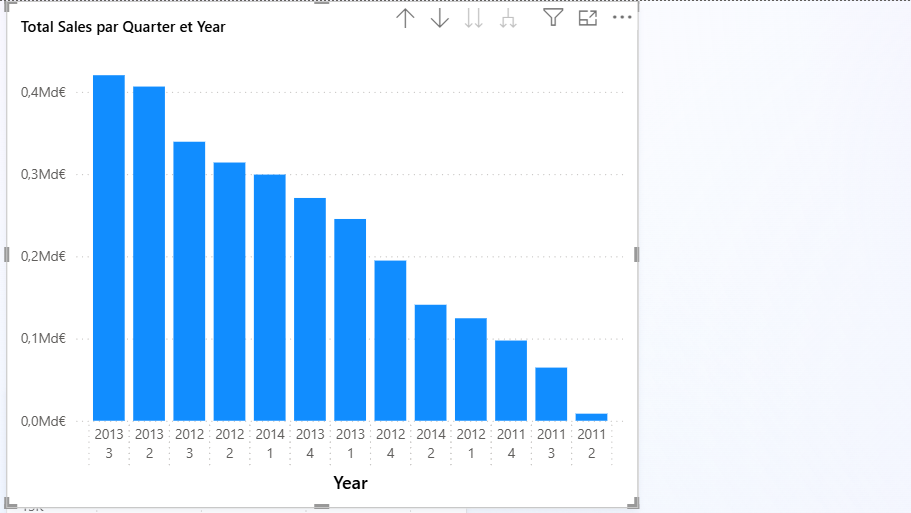 Total Sales par Quarter et Year
0,4Md€
0,3Md€
0,2Md€
0,1Md€
0,0Md€
2013 2013 2012 2012 2014 2013 2013 2012 2014 2012 2011 2011 2011
3 2 3 2 1 4 1 4 2 1 4 3 2
Year